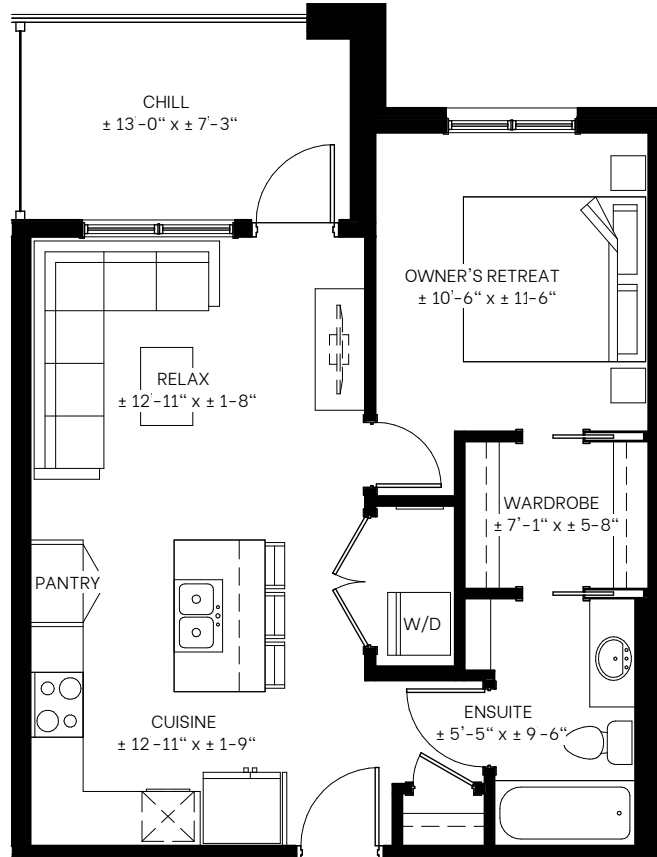 CHILL
± 13'-0“ x ± 7'-3“
OWNER'S RETREAT
± 10'-6“ x ± 11-6“
RELAX
± 12'-11“ x ± 1-8“
WARDROBE
± 7'-1“ x ± 5-8“
PANTRY
W/D
ENSUITE
± 5'-5“ x ± 9'-6“
CUISINE
± 12'-11“ x ± 1-9“